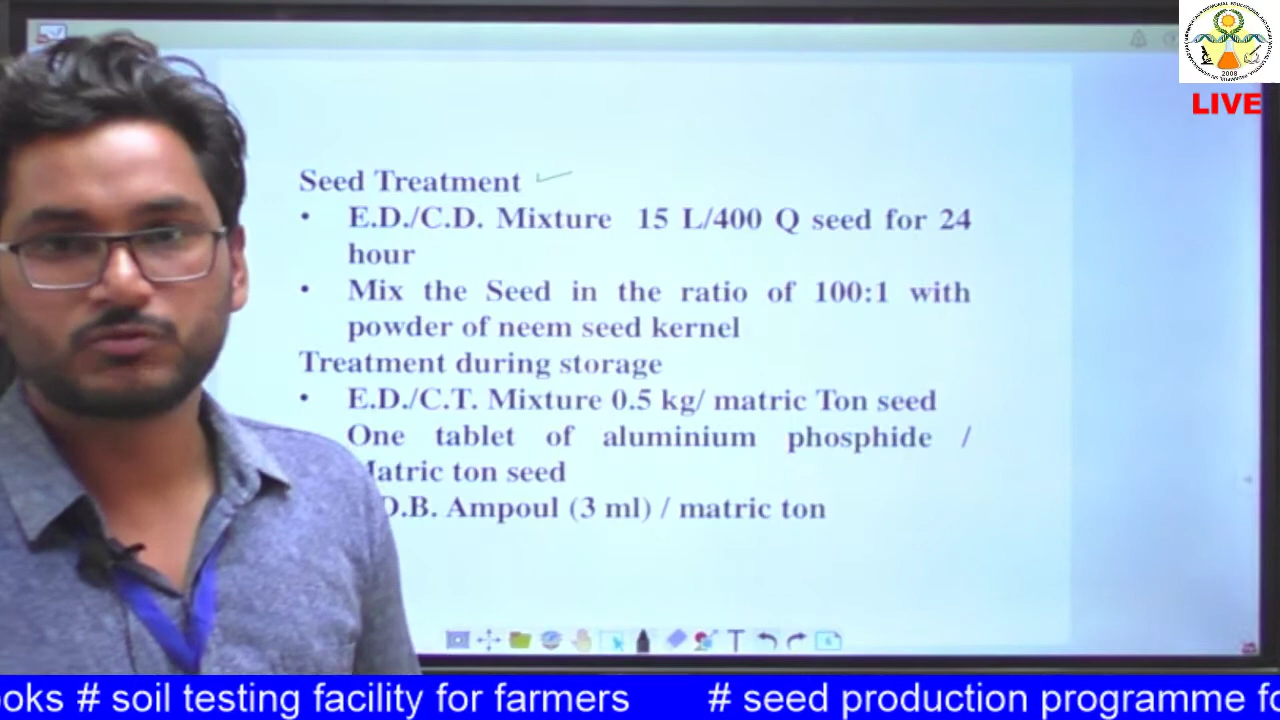 2008
LIVE
Seed Treatment
• E.D./C.D. Mixture 15 L/400 Q seed for 24
hour
• Mix the Seed in the ratio of 100:1 with
powder of neem seed kernel
Treatment during storage
• E.D./C.T. Mixture 0.5 kg/ matric Ton seed
One tablet of aluminium phosphide /
Matric ton seed
D.B. Ampoul (3 ml) / matric ton
T
oks # soil testing facility for farmers # seed production programme fo